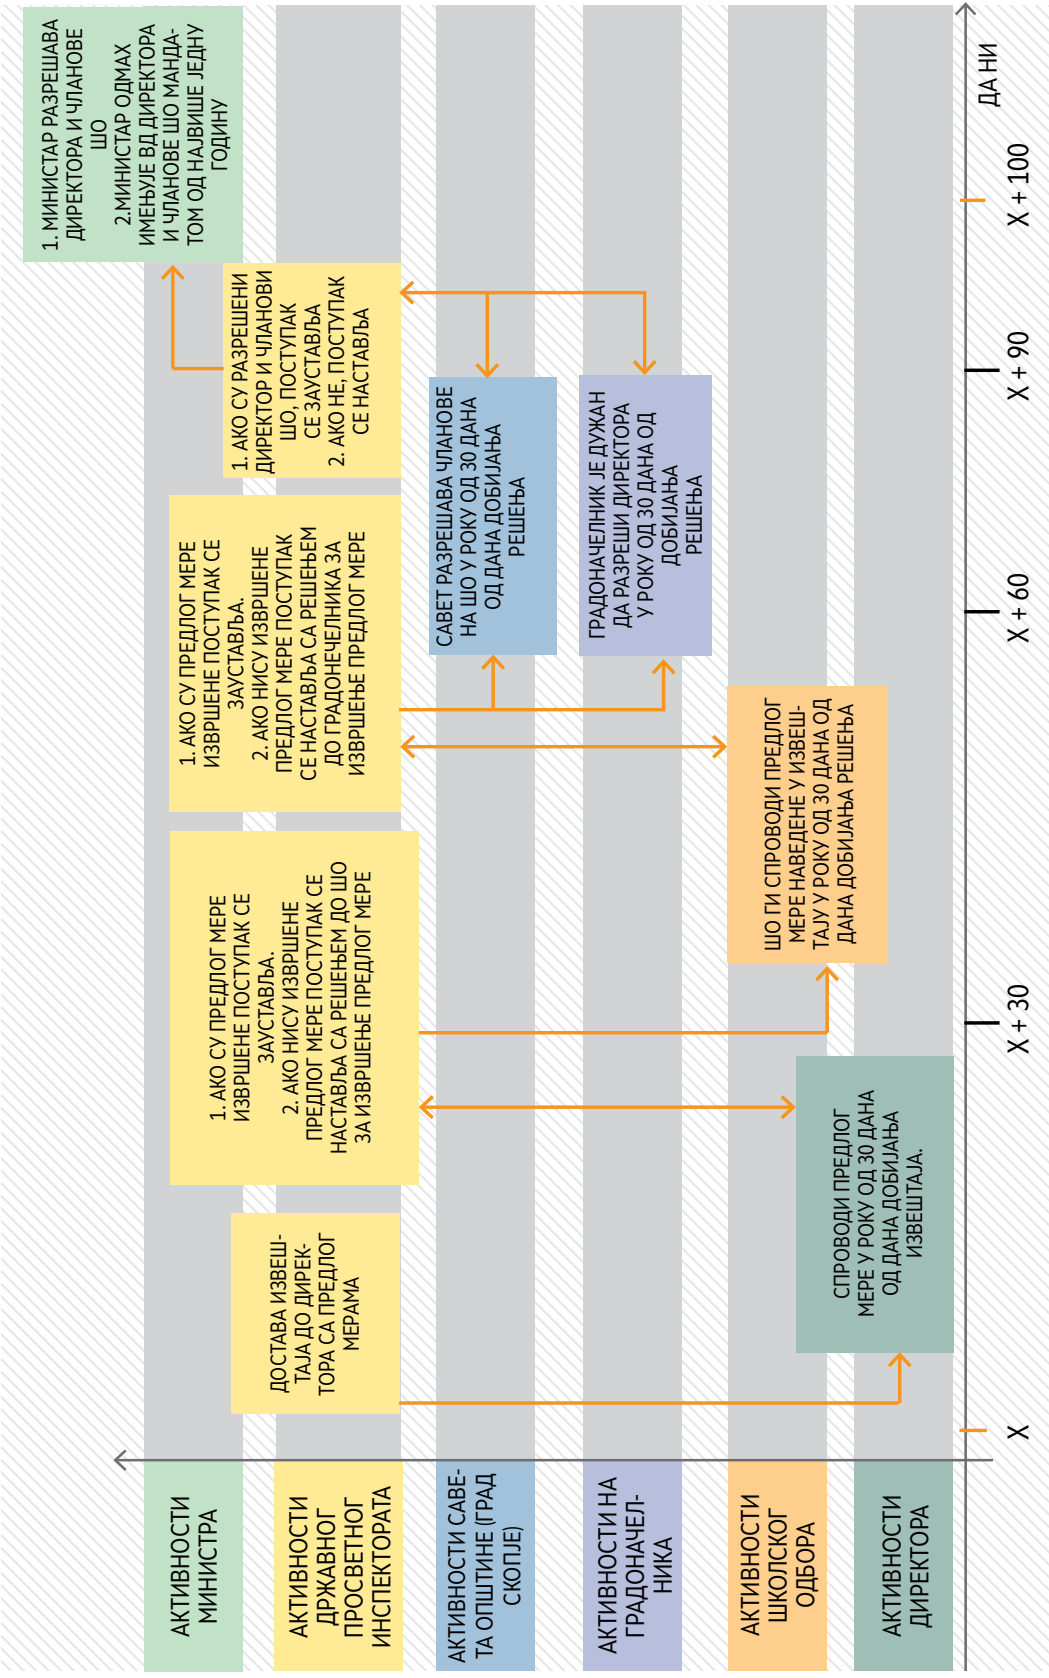 АКТИВНОСТИ
МИНИСТРА
1. МИНИСТАР РАЗРЕШАВА
ДИРЕКТОРА И ЧЛАНОВЕ
ШО
2.МИНИСТАР ОДМАХ
ИМЕЊУЈЕ ВД ДИРЕКТОРА
И ЧЛАНОВЕ ШО МАНДА-
ТОМ ОД НАЈВИШЕ ЈЕДНУ
ГОДИНУ
АКТИВНОСТИ
ДРЖАВНОГ
ПРОСВЕТНОГ
ИНСПЕКТОРАТА
ДОСТАВА ИЗВЕШ-
ТАЈА ДО ДИРЕК-
ТОРА СА ПРЕДЛОГ
МЕРАМА
1. АКО СУ ПРЕДЛОГ МЕРЕ
ИЗВРШЕНЕ ПОСТУПАК СЕ
ЗАУСТАВЉА.
2. АКО НИСУ ИЗВРШЕНЕ
ПРЕДЛОГ МЕРЕ ПОСТУПАК СЕ
НАСТАВЉА СА РЕШЕЊЕМ ДО ШО
ЗА ИЗВРШЕЊЕ ПРЕДЛОГ МЕРЕ
1. АКО СУ ПРЕДЛОГ МЕРЕ
ИЗВРШЕНЕ ПОСТУПАК СЕ
ЗАУСТАВЉА.
2. АКО НИСУ ИЗВРШЕНЕ
ПРЕДЛОГ МЕРЕ ПОСТУПАК
СЕ НАСТАВЉА СА РЕШЕЊЕМ
ДО ГРАДОНЕЧЕЛНИКА ЗА
ИЗВРШЕЊЕ ПРЕДЛОГ МЕРЕ
1. АКО СУ РАЗРЕШЕНИ
ДИРЕКТОР И ЧЛАНОВИ
ШО, ПОСТУПАК
СЕ ЗАУСТАВЉА
2. АКО НЕ, ПОСТУПАК
СЕ НАСТАВЉА
АКТИВНОСТИ САВЕ-
ТА ОПШТИНЕ (ГРАД
СКОПЈЕ)
САВЕТ РАЗРЕШАВА ЧЛАНОВЕ
НА ШО У РОКУ ОД 30 ДАНА
ОД ДАНА ДОБИЈАЊА
РЕШЕЊА
АКТИВНОСТИ НА
ГРАДОНАЧЕЛ-
НИКА
ГРАДОНАЧЕЛНИК ЈЕ ДУЖАН
ДА РАЗРЕШИ ДИРЕКТОРА
У РОКУ ОД 30 ДАНА ОД
ДОБИЈАЊА
РЕШЕЊА
АКТИВНОСТИ
ШКОЛСКОГ
ОДБОРА
ШО ГИ СПРОВОДИ ПРЕДЛОГ
МЕРЕ НАВЕДЕНЕ У ИЗВЕШ-
ТАЈУ У РОКУ ОД 30 ДАНА ОД
ДАНА ДОБИЈАЊА РЕШЕЊА
АКТИВНОСТИ
ДИРЕКТОРА
СПРОВОДИ ПРЕДЛОГ
МЕРЕ У РОКУ ОД 30 ДАНА
ОД ДАНА ДОБИЈАЊА
ИЗВЕШТАЈА.
ДА НИ
X
X + 30
X + 60
X + 90
X + 100